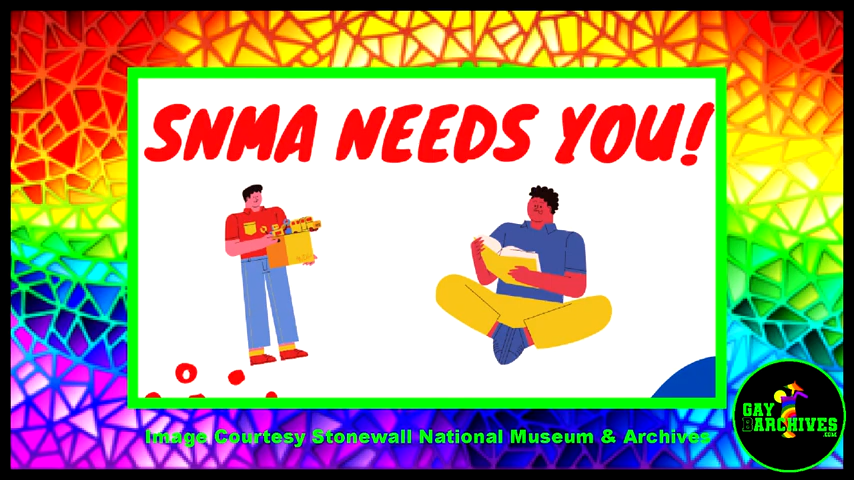 SNMA NEEDS YOU!
Image Courtesy Stonewall National Museum & Archives
GAY
BARCHIVES
.COM